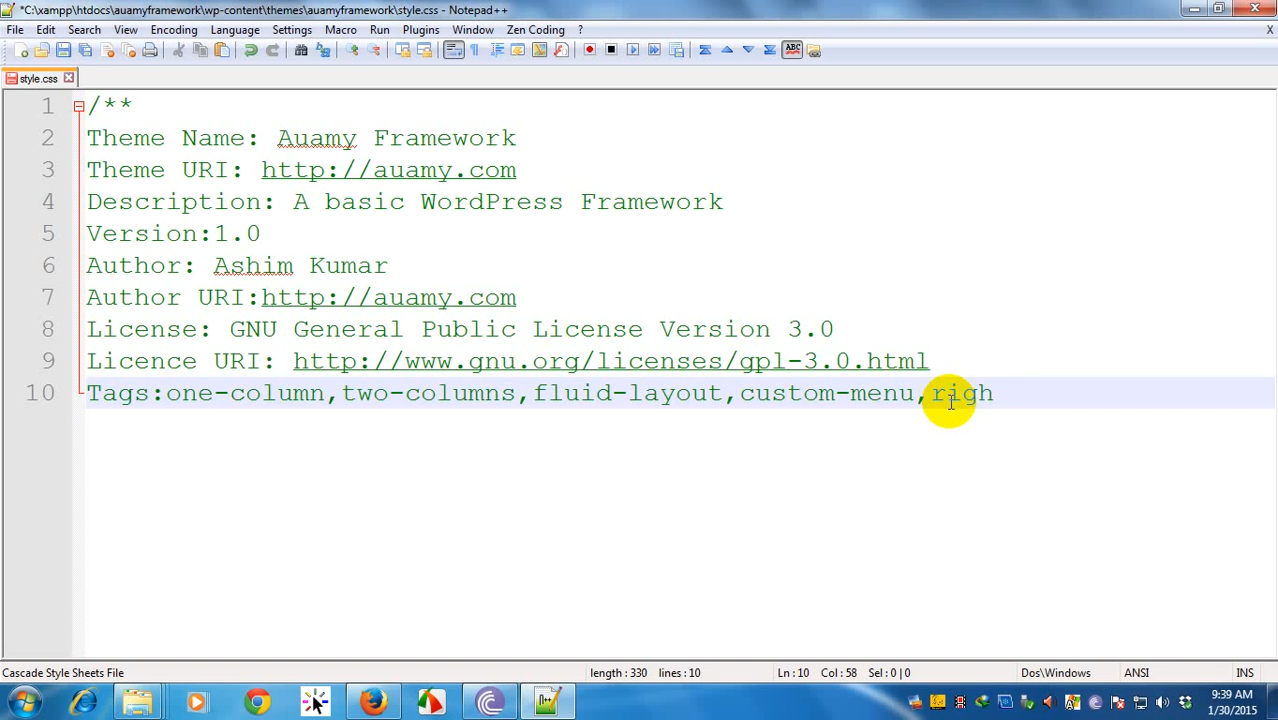 *C:\xampp\htdocs\auamyframework\wp-content\themes\auamyframework\style.css - Notepad++
File Edit Search View Encoding Language Settings Macro Run Plugins Window Zen Coding ? X
ABC
style.css
1 /**
2 Theme Name: Auamy Framework
3 Theme URI: http://auamy.com
4 Description: A basic WordPress Framework
5 Version:1.0
6 Author: Ashim Kumar
7 Author URI:http://auamy.com
8 License: GNU General Public License Version 3.0
9 Licence URI: http://www.gnu.org/licenses/gpl-3.0.html
10 Tags:one-column,two-columns,fluid-layout,custom-menu,righ
Cascade Style Sheets File length : 330 lines : 10 Ln : 10 Col : 58 Sel : 0 | 0 Dos\Windows ANSI INS
9:39 AM
1/30/2015